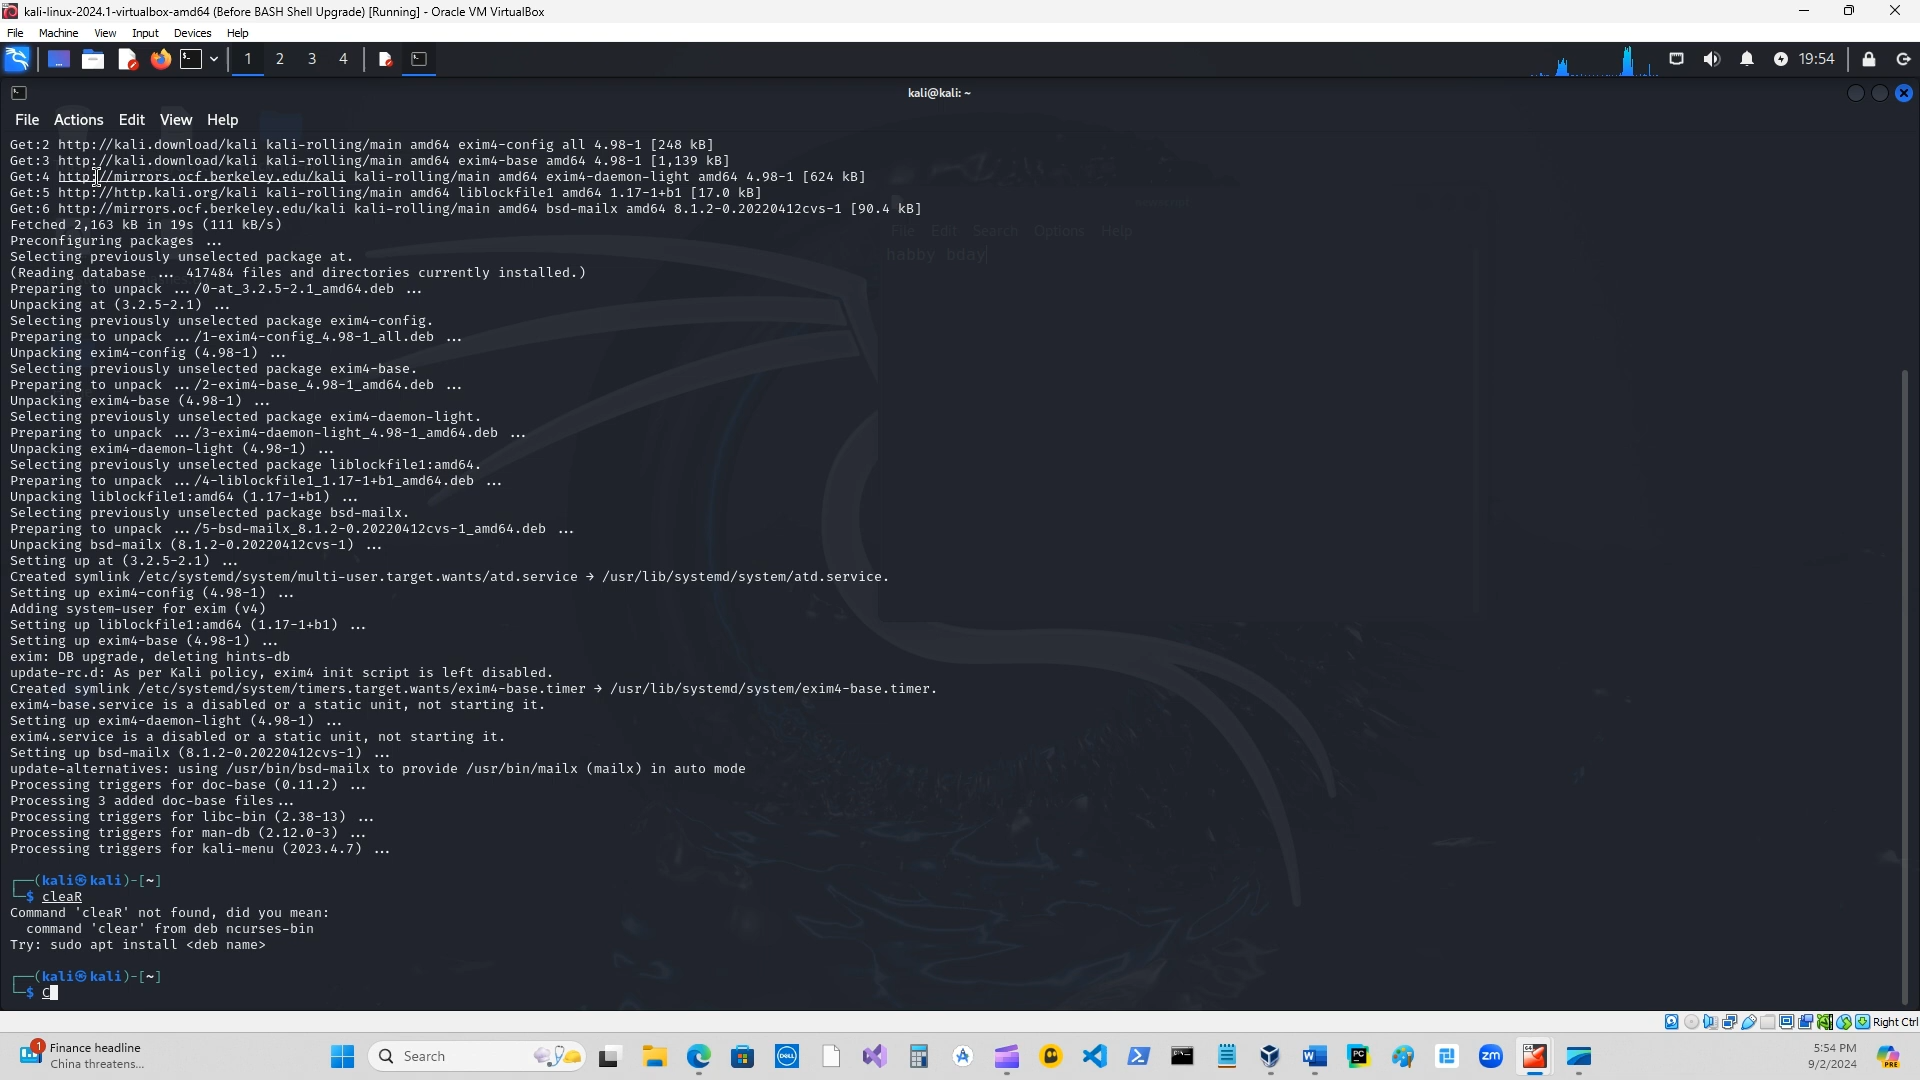 kali-linux-2024.1-virtualbox-amd64 (Before BASH Shell Upgrade) [Running] - Oracle VM VirtualBox
File Machine View Input Devices Help
1 2 3 4 19:54
kali@kali: ~
File Actions Edit View Help
Get:2 http://kali.download/kali kali-rolling/main amd64 exim4-config all 4.98-1 [248 kB]
Get:3 http://kali.download/kali kali-rolling/main amd64 exim4-base amd64 4.98-1 [1,139 kB]
Get:4 http://mirrors.ocf.berkeley.edu/kali kali-rolling/main amd64 exim4-daemon-light amd64 4.98-1 [624 kB]
Get:5 http://http.kali.org/kali kali-rolling/main amd64 liblockfile1 amd64 1.17-1+b1 [17.0 kB]
Get:6 http://mirrors.ocf.berkeley.edu/kali kali-rolling/main amd64 bsd-mailx amd64 8.1.2-0.20220412cvs-1 [90.4 kB]
Fetched 2,163 kB in 19s (111 kB/s)
Preconfiguring packages ...
Selecting previously unselected package at.
(Reading database ... 417484 files and directories currently installed.)
Preparing to unpack .../0-at_3.2.5-2.1_amd64.deb ...
Unpacking at (3.2.5-2.1) ...
Selecting previously unselected package exim4-config.
Preparing to unpack .../1-exim4-config_4.98-1_all.deb ...
Unpacking exim4-config (4.98-1) ...
Selecting previously unselected package exim4-base.
Preparing to unpack .../2-exim4-base_4.98-1_amd64.deb ...
Unpacking exim4-base (4.98-1) ...
Selecting previously unselected package exim4-daemon-light.
Preparing to unpack .../3-exim4-daemon-light_4.98-1_amd64.deb ...
Unpacking exim4-daemon-light (4.98-1) ...
Selecting previously unselected package liblockfile1:amd64.
Preparing to unpack .../4-liblockfile1_1.17-1+b1_amd64.deb ...
Unpacking liblockfile1:amd64 (1.17-1+b1) ...
Selecting previously unselected package bsd-mailx.
Preparing to unpack .../5-bsd-mailx_8.1.2-0.20220412cvs-1_amd64.deb ...
Unpacking bsd-mailx (8.1.2-0.20220412cvs-1) ...
Setting up at (3.2.5-2.1) ...
Created symlink /etc/systemd/system/multi-user.target.wants/atd.service → /usr/lib/systemd/system/atd.service.
Setting up exim4-config (4.98-1) ...
Adding system-user for exim (v4)
Setting up liblockfile1:amd64 (1.17-1+b1) ...
Setting up exim4-base (4.98-1) ...
exim: DB upgrade, deleting hints-db
update-rc.d: As per Kali policy, exim4 init script is left disabled.
Created symlink /etc/systemd/system/timers.target.wants/exim4-base.timer → /usr/lib/systemd/system/exim4-base.timer.
exim4-base.service is a disabled or a static unit, not starting it.
Setting up exim4-daemon-light (4.98-1) ...
exim4.service is a disabled or a static unit, not starting it.
Setting up bsd-mailx (8.1.2-0.20220412cvs-1) ...
update-alternatives: using /usr/bin/bsd-mailx to provide /usr/bin/mailx (mailx) in auto mode
Processing triggers for doc-base (0.11.2) ...
Processing 3 added doc-base files...
Processing triggers for libc-bin (2.38-13) ...
Processing triggers for man-db (2.12.0-3) ...
Processing triggers for kali-menu (2023.4.7) ...
┌──(kali㉿kali)-[~]
└─$ cleaR
Command 'cleaR' not found, did you mean:
command 'clear' from deb ncurses-bin
Try: sudo apt install <deb name>
┌──(kali㉿kali)-[~]
└─$ C
File Edit Search Options Help
habby bday
Right Ctrl
1
Finance headline
China threatens...
Search
DELL
PC
zm
5:54 PM
9/2/2024
PRE